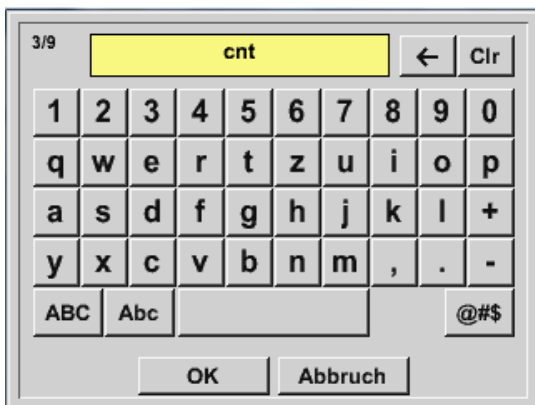 3/9 cnt ← Clr
1 2 3 4 5 6 7 8 9 0
q w e r t z u i o p
a s d f g h j k l +
y x c v b n m , . -
ABC Abc @#$
OK Abbruch